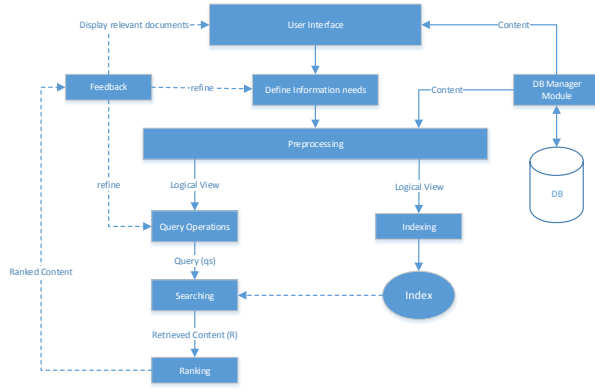 Display relevant documents
User Interface
Content
Feedback
refine
Define Information needs
Content
DB Manager
Module
Preprocessing
DB
refine
Logical View
Logical View
Query Operations
Indexing
Query (qs)
Ranked Content
Searching
Index
Retrieved Content (R)
Ranking